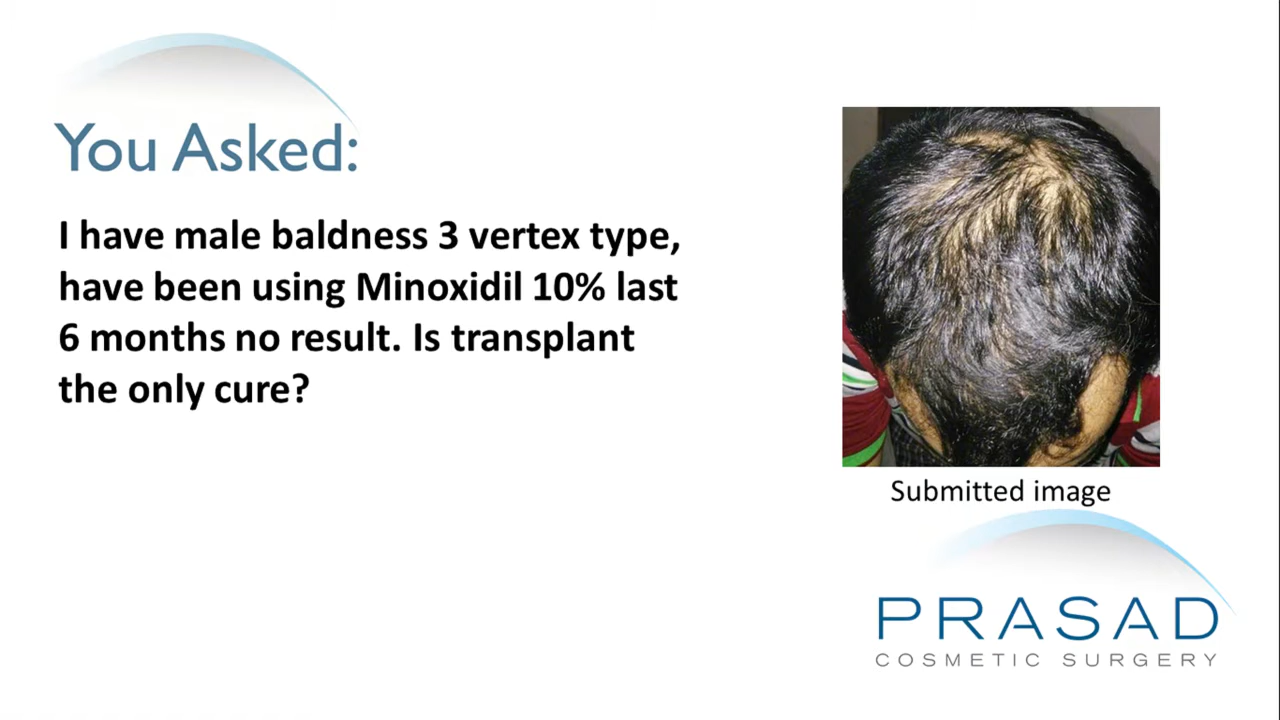 You Asked:
I have male baldness 3 vertex type,
have been using Minoxidil 10% last
6 months no result. Is transplant
the only cure?
Submitted image
PRASAD
COSMETIC SURGERY